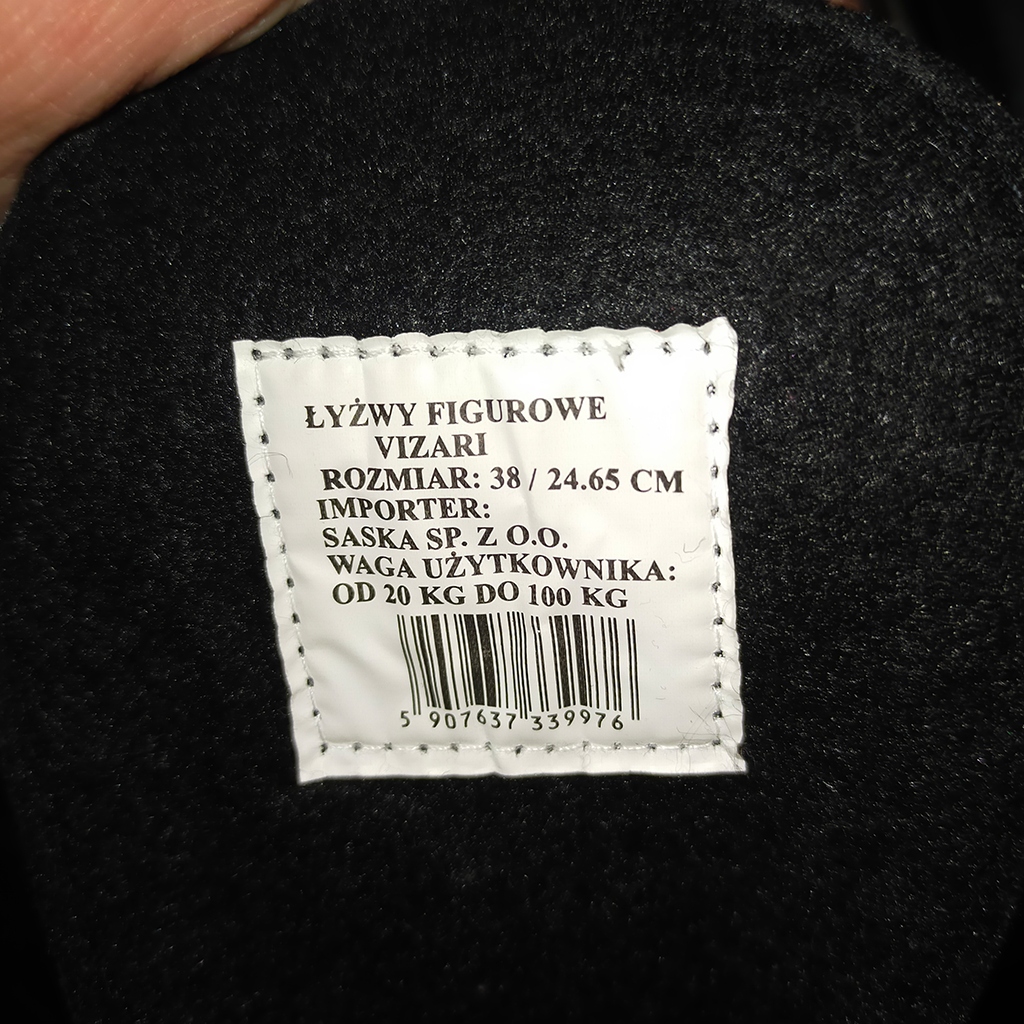 ŁYŻWY FIGUROWE
VIZARI
ROZMIAR: 38 / 24.65 CM
IMPORTER:
SASKA SP. Z O.O.
WAGA UŻYTKOWNIKA:
OD 20 KG DO 100 KG
5 907637 339976